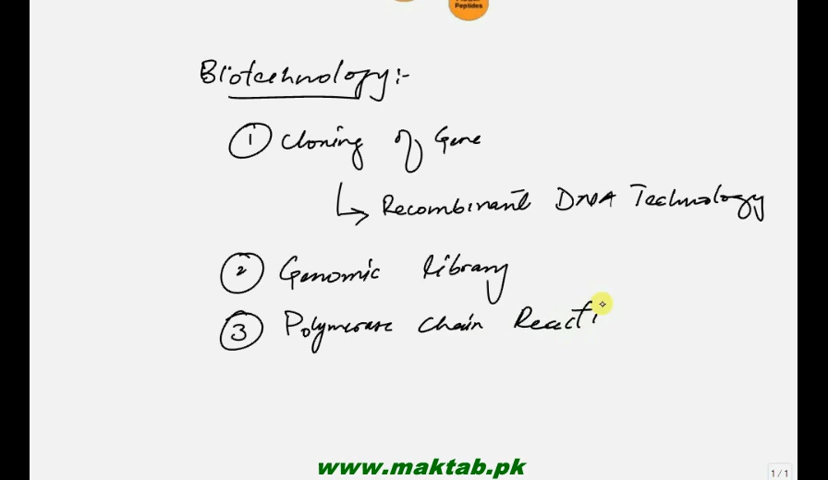 Peptides
Biotechnology:-
1 Cloning of Gene
↳ Recombinant DNA Technology
2 Genomic library
3 Polymerase Chain Reacti
www.maktab.pk
1 / 1